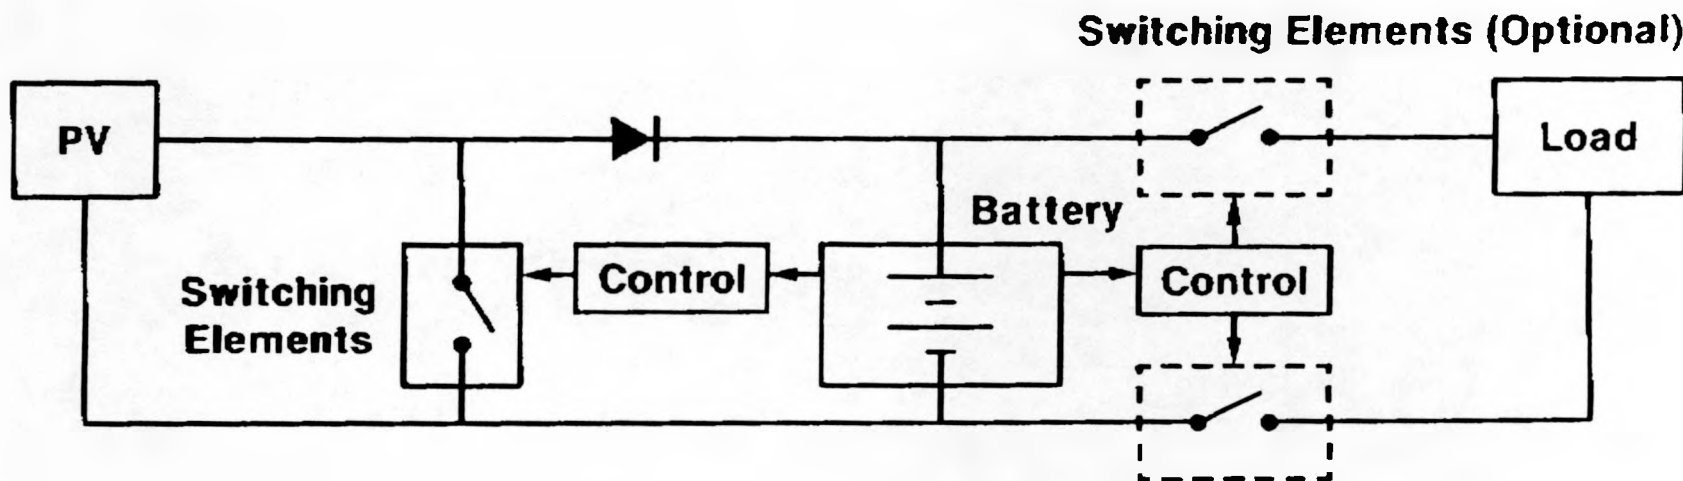 Switching Elements (Optional)
PV
Load
Battery
Control
Control
Switching
Elements